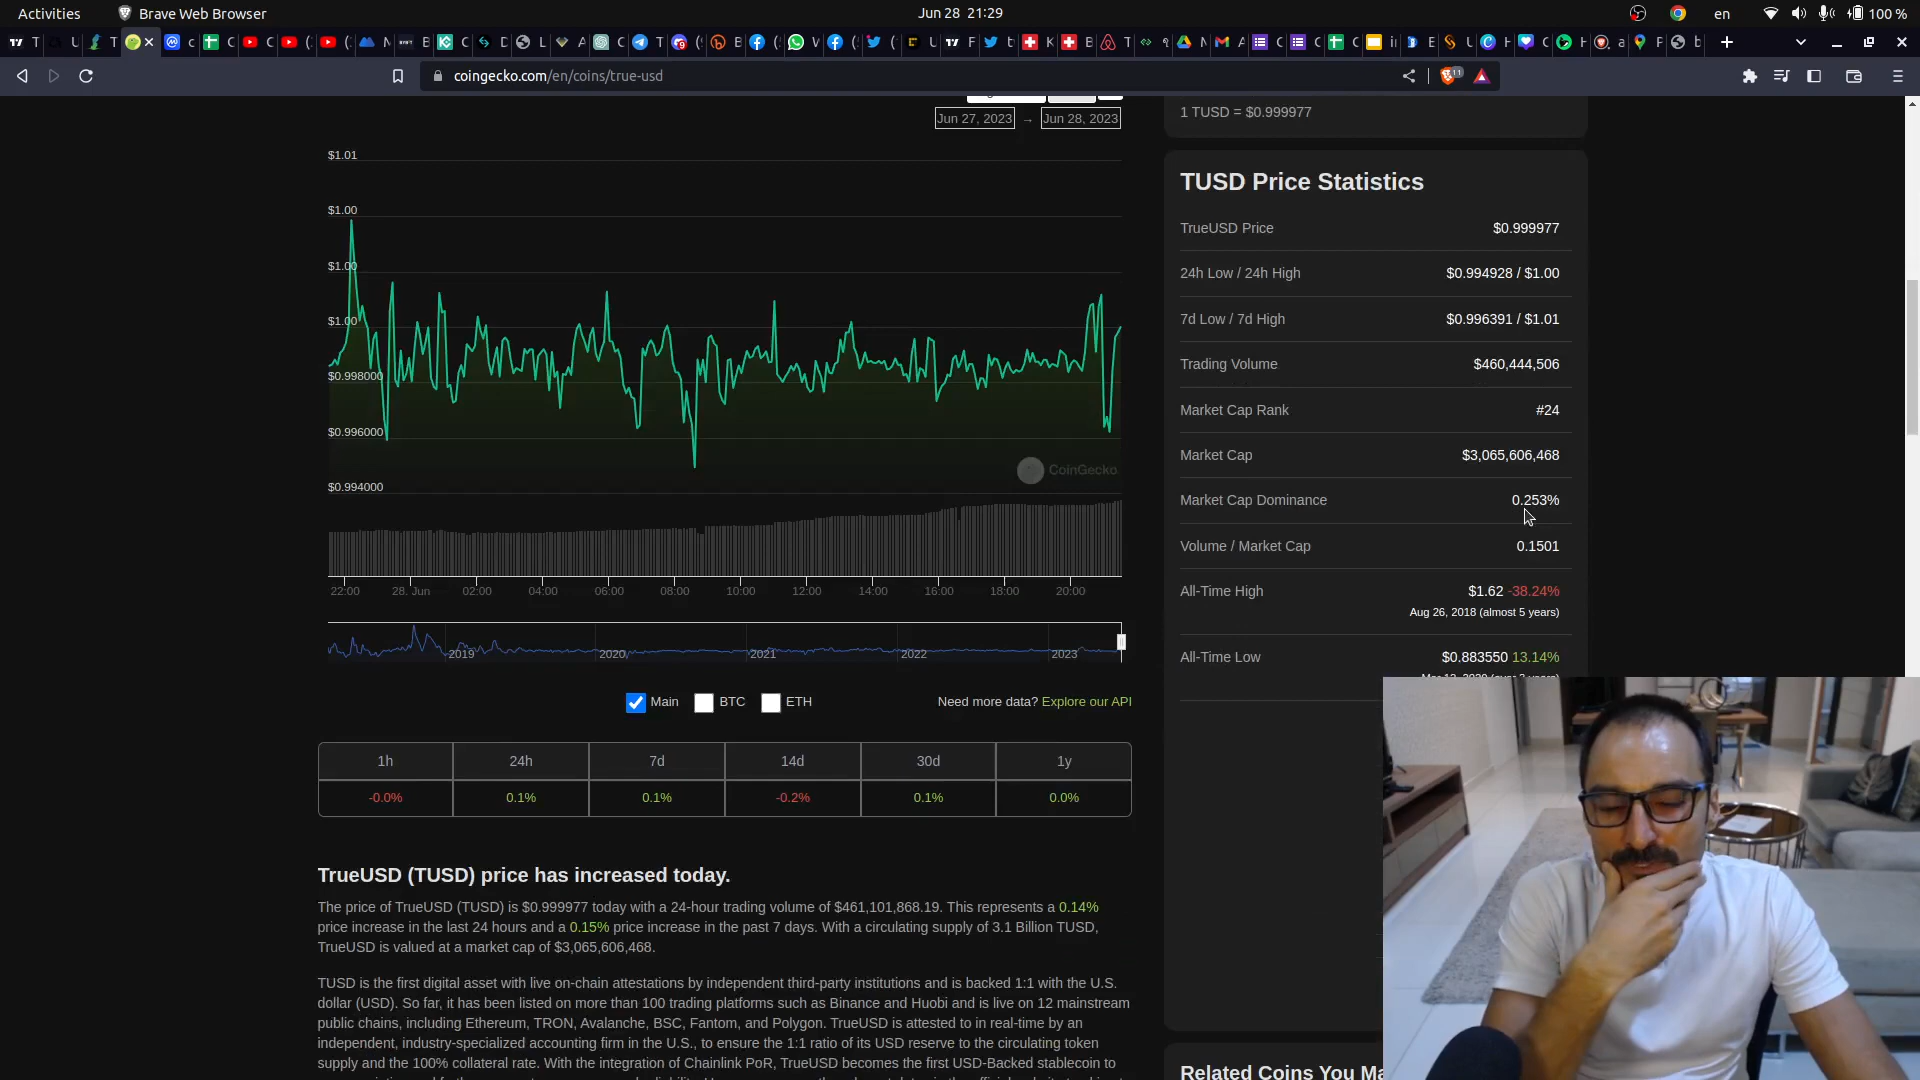 Activities
Brave Web Browser
Jun 28 21:29
en
100 %
coingecko.com/en/coins/true-usd
11
Jun 27, 2023 → Jun 28, 2023
$1.01
$1.00
$1.00
$1.00
$0.998000
$0.996000
$0.994000
CoinGecko
22:00 28. Jun 02:00 04:00 06:00 08:00 10:00 12:00 14:00 16:00 18:00 20:00
2019 2020 2021 2022 2023
Main BTC ETH
Need more data? Explore our API
1h 24h 7d 14d 30d 1y
-0.0% 0.1% 0.1% -0.2% 0.1% 0.0%
TrueUSD (TUSD) price has increased today.
The price of TrueUSD (TUSD) is $0.999977 today with a 24-hour trading volume of $461,101,868.19. This represents a 0.14%
price increase in the last 24 hours and a 0.15% price increase in the past 7 days. With a circulating supply of 3.1 Billion TUSD,
TrueUSD is valued at a market cap of $3,065,606,468.
TUSD is the first digital asset with live on-chain attestations by independent third-party institutions and is backed 1:1 with the U.S.
dollar (USD). So far, it has been listed on more than 100 trading platforms such as Binance and Huobi and is live on 12 mainstream
public chains, including Ethereum, TRON, Avalanche, BSC, Fantom, and Polygon. TrueUSD is attested to in real-time by an
independent, industry-specialized accounting firm in the U.S., to ensure the 1:1 ratio of its USD reserve to the circulating token
supply and the 100% collateral rate. With the integration of Chainlink PoR, TrueUSD becomes the first USD-Backed stablecoin to
1 TUSD = $0.999977
TUSD Price Statistics
TrueUSD Price $0.999977
24h Low / 24h High $0.994928 / $1.00
7d Low / 7d High $0.996391 / $1.01
Trading Volume $460,444,506
Market Cap Rank #24
Market Cap $3,065,606,468
Market Cap Dominance 0.253%
Volume / Market Cap 0.1501
All-Time High $1.62 -38.24%
Aug 26, 2018 (almost 5 years)
All-Time Low $0.883550 13.14%
Related Coins You Ma